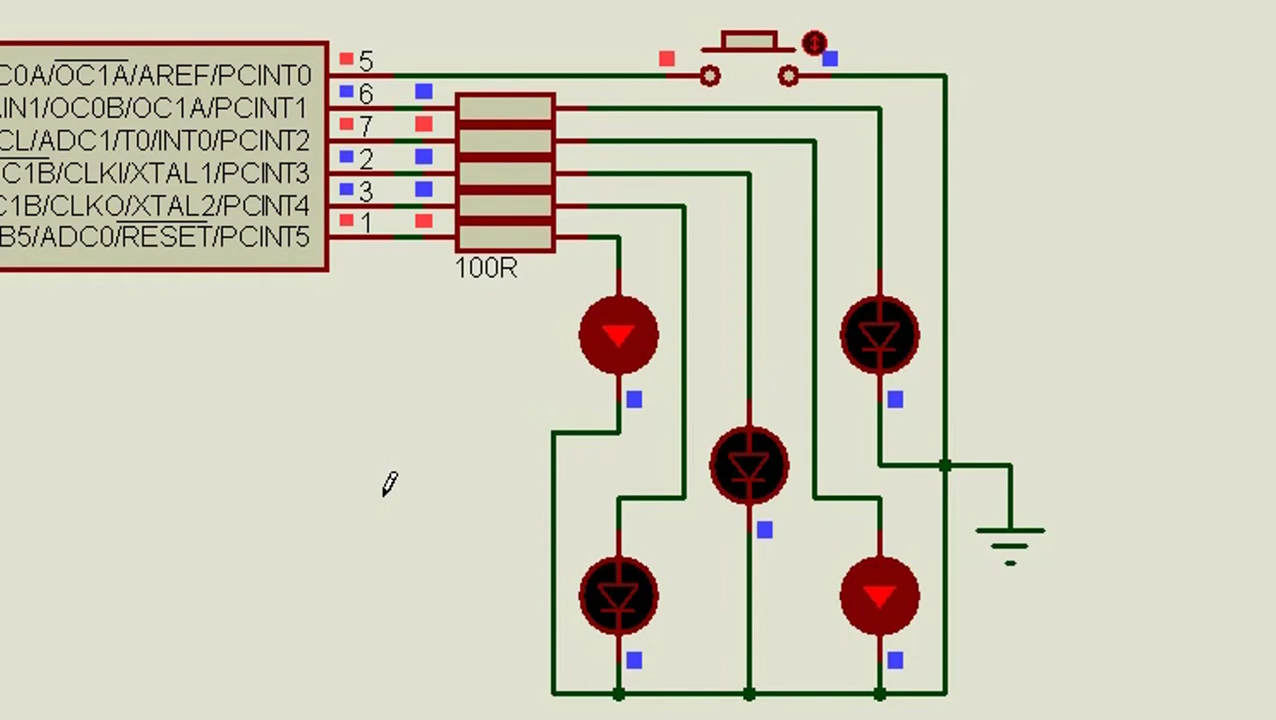 C0A/OC1A/AREF/PCINT0 5
IN1/OC0B/OC1A/PCINT1 6
CL/ADC1/T0/INT0/PCINT2 7
C1B/CLKI/XTAL1/PCINT3 2
C1B/CLKO/XTAL2/PCINT4 3
B5/ADC0/RESET/PCINT5 1
100R